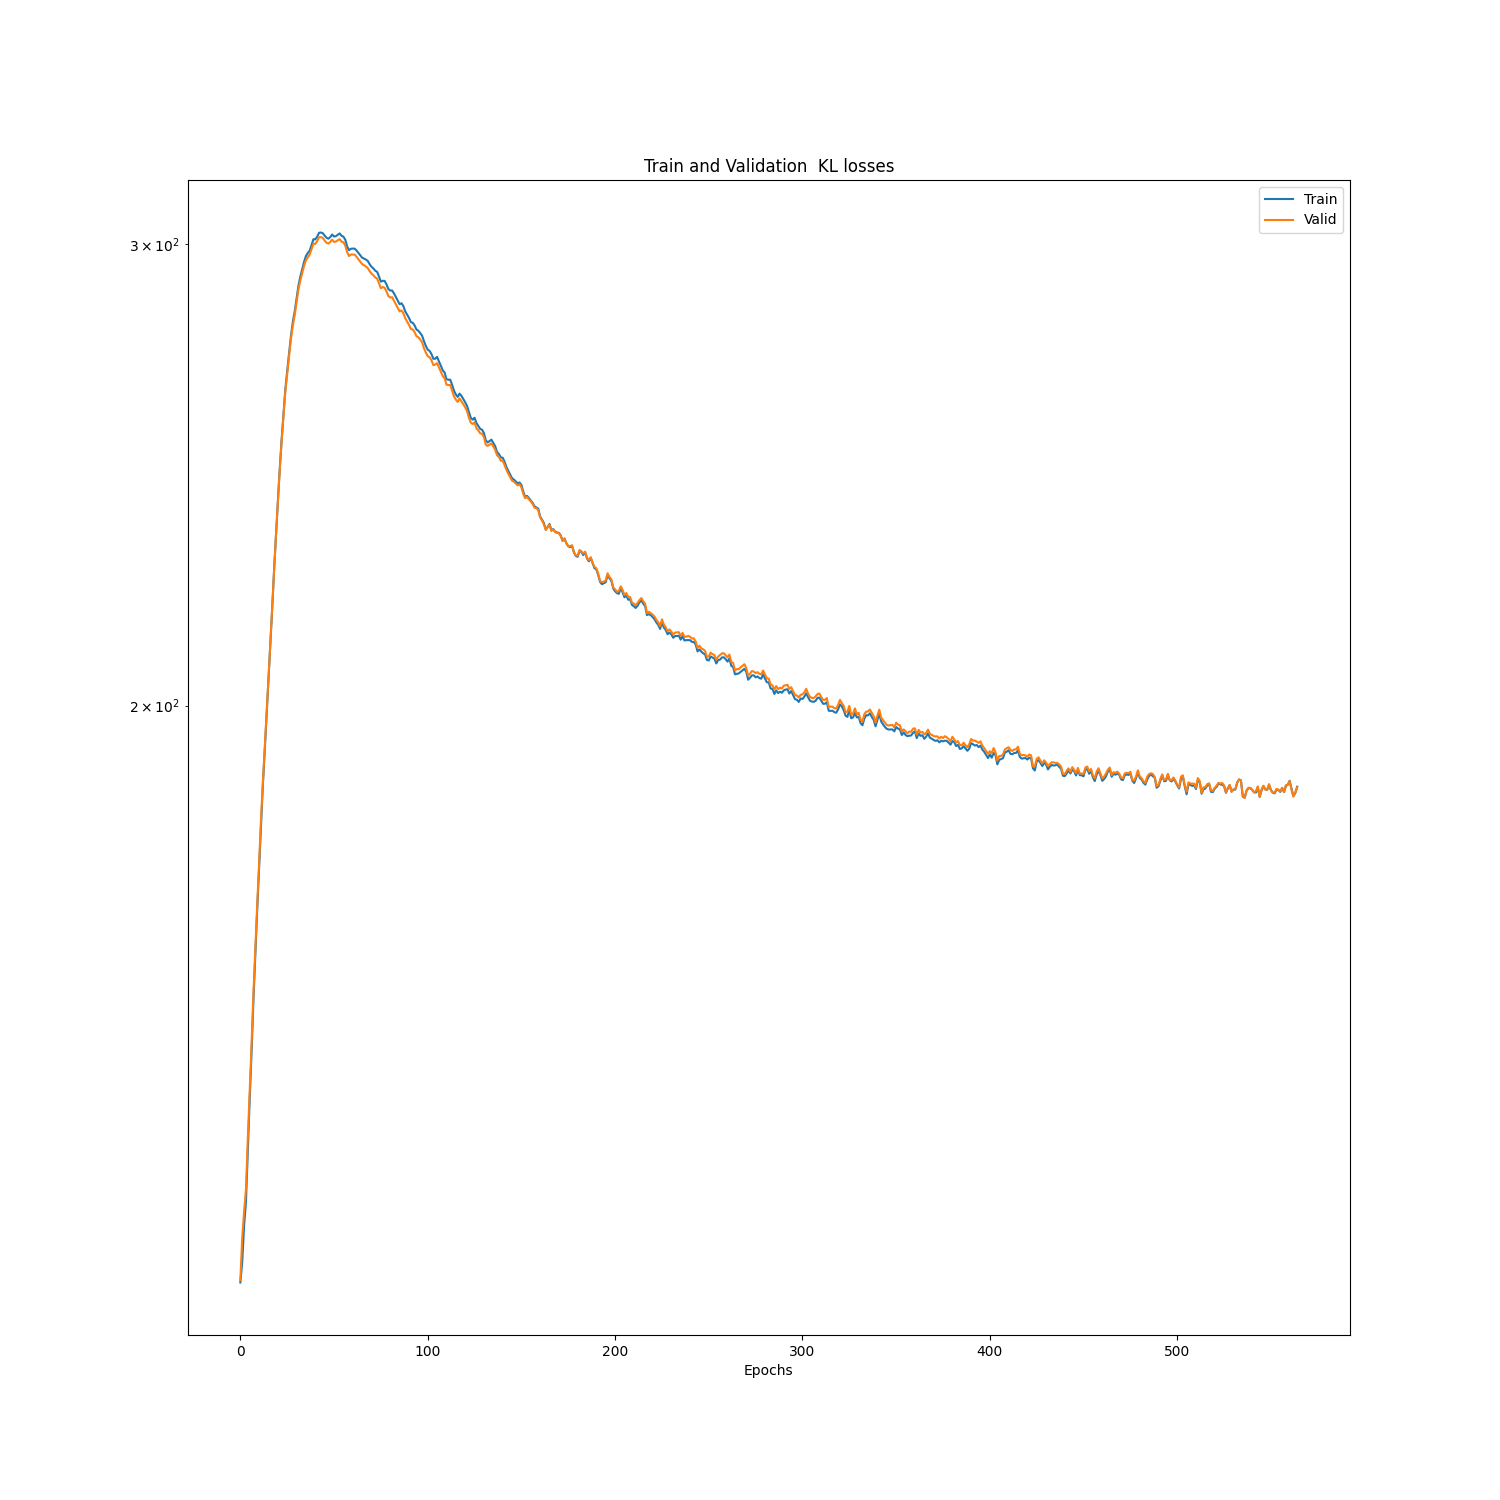 Train and Validation  KL losses
Train
Valid
3 × 10²
2 × 10²
0 100 200 300 400 500
Epochs